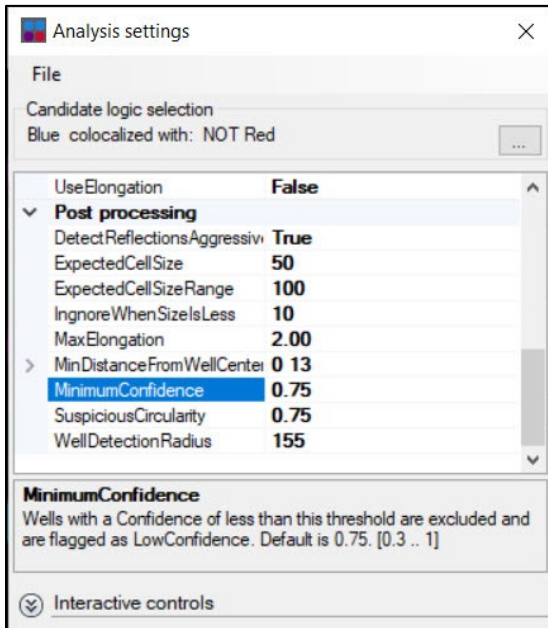 Analysis settings
File
Candidate logic selection
Blue colocalized with: NOT Red
...
UseElongation False
Post processing
DetectReflectionsAggressive True
ExpectedCellSize 50
ExpectedCellSizeRange 100
IngnoreWhenSizeIsLess 10
MaxElongation 2.00
MinDistanceFromWellCenter 0 13
MinimumConfidence 0.75
SuspiciousCircularity 0.75
WellDetectionRadius 155
MinimumConfidence
Wells with a Confidence of less than this threshold are excluded and
are flagged as LowConfidence. Default is 0.75. [0.3 .. 1]
Interactive controls